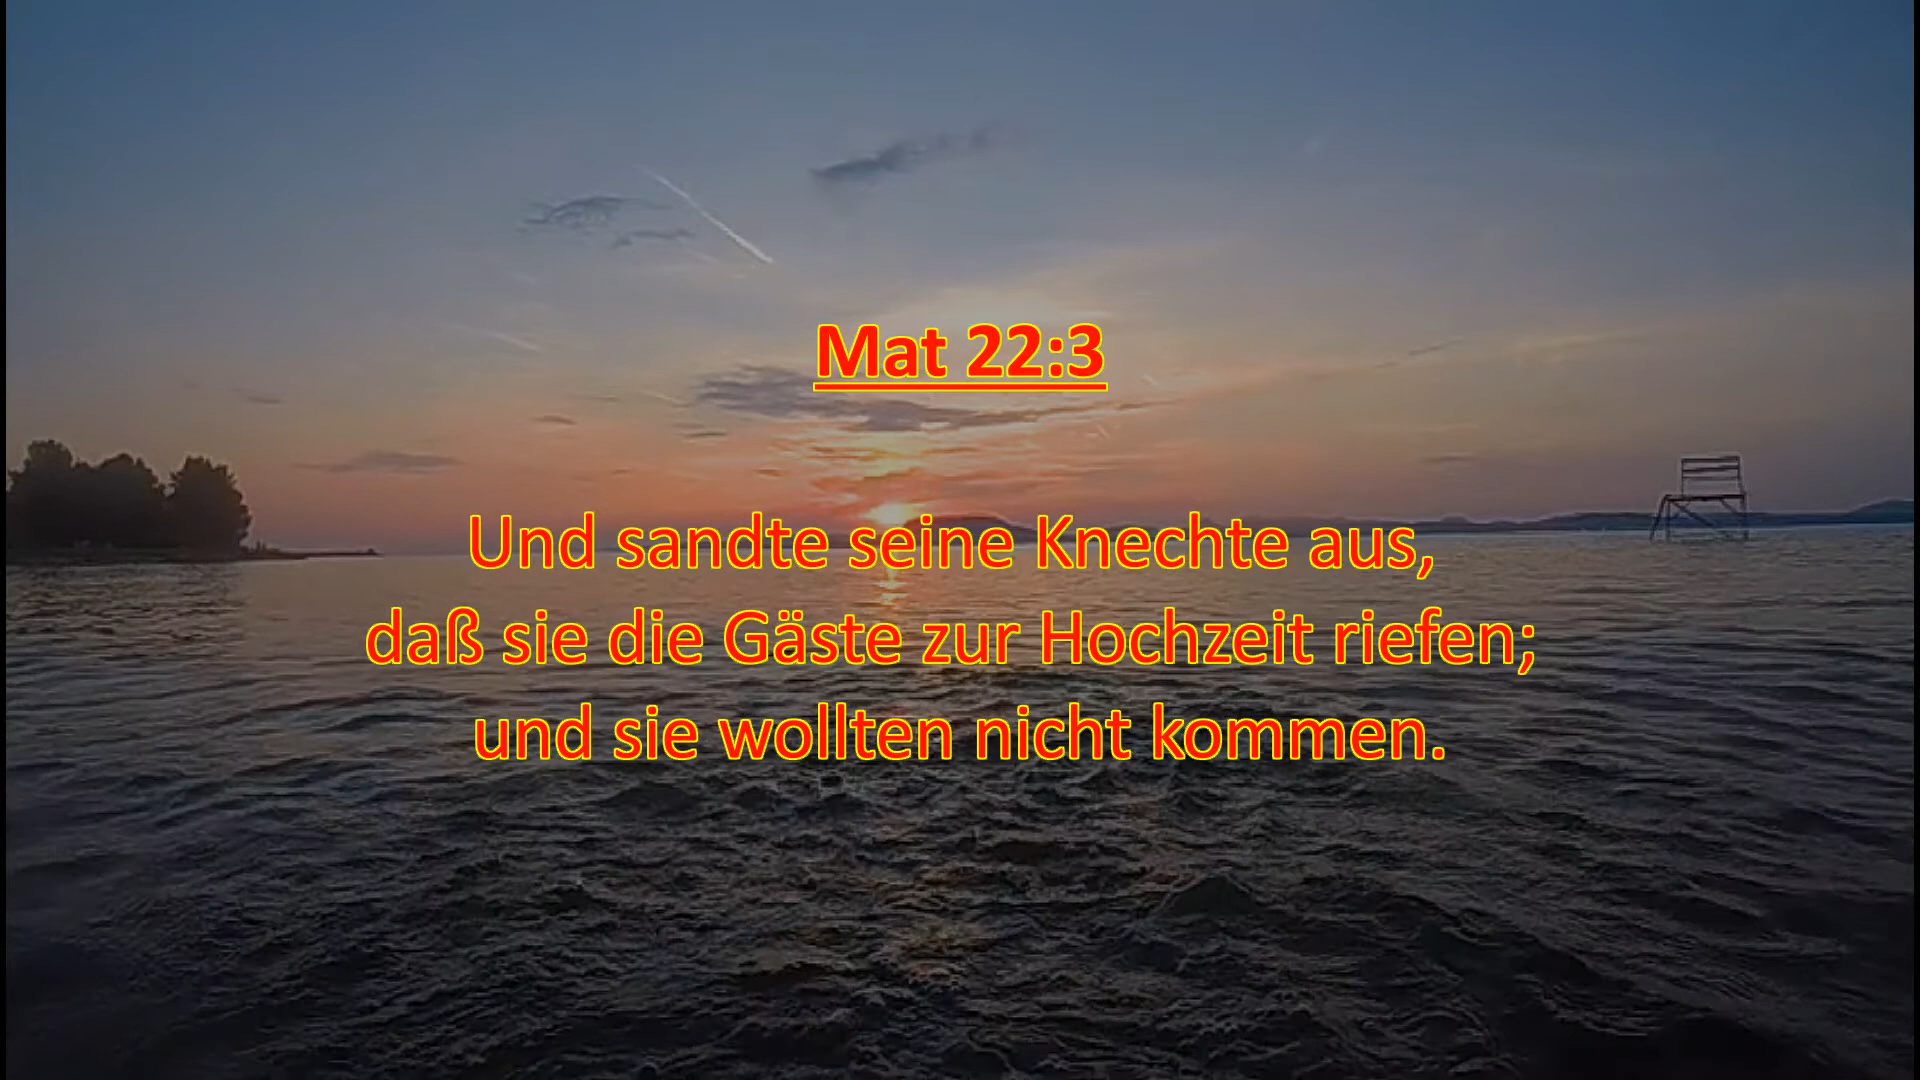 Mat 22:3
Und sandte seine Knechte aus,
daß sie die Gäste zur Hochzeit riefen;
und sie wollten nicht kommen.